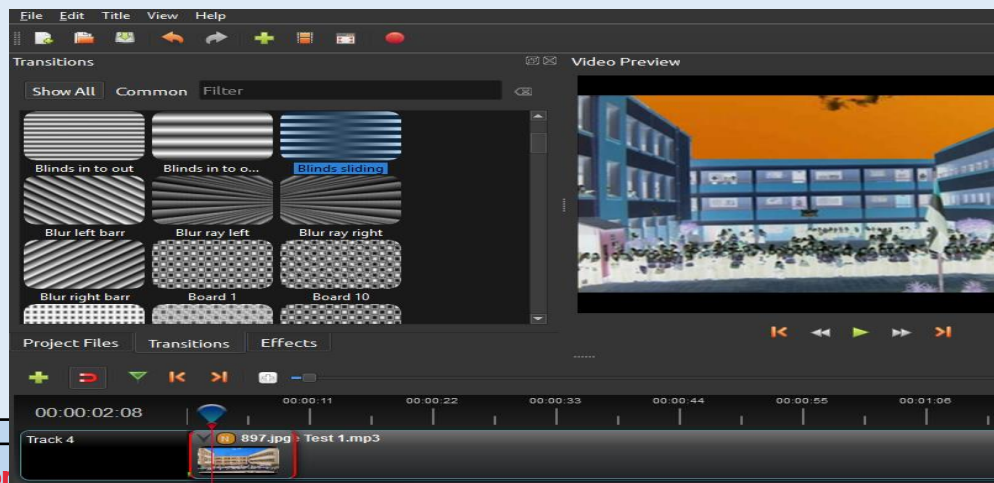 File Edit Title View Help
Transitions
Video Preview
Show All Common Filter
Blinds in to out Blinds in to o... Blinds sliding
Blur left barr Blur ray left Blur ray right
Blur right barr Board 1 Board 10
Project Files Transitions Effects
00:00:11 00:00:22 00:00:33 00:00:44 00:00:55 00:01:06
00:00:02:08
Track 4 N 897.jpg Test 1.mp3